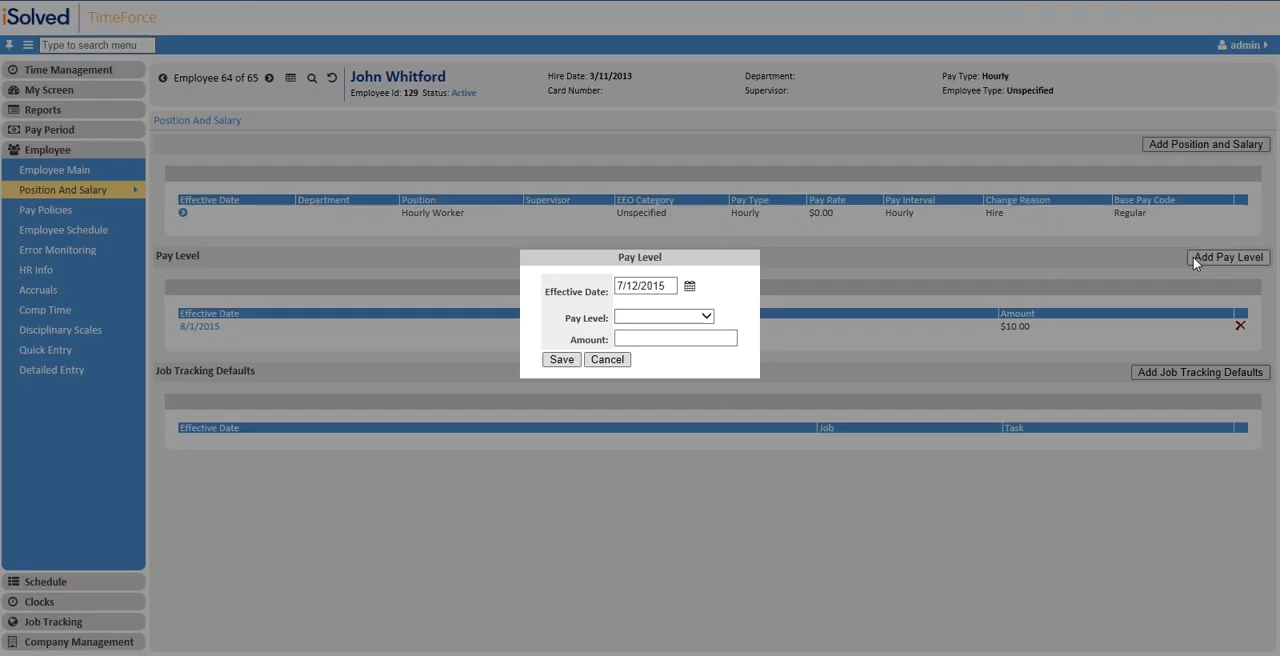 iSolved TimeForce
Type to search menu
admin
Time Management
My Screen
Reports
Pay Period
Employee
Employee Main
Position And Salary
Pay Policies
Employee Schedule
Error Monitoring
HR Info
Accruals
Comp Time
Disciplinary Scales
Quick Entry
Detailed Entry
Schedule
Clocks
Job Tracking
Company Management
Employee 64 of 65
John Whitford
Employee Id: 129 Status: Active
Hire Date: 3/11/2013
Card Number:
Department:
Supervisor:
Pay Type: Hourly
Employee Type: Unspecified
Position And Salary
Add Position and Salary
Effective Date Department Position Supervisor EEO Category Pay Type Pay Rate Pay Interval Change Reason Base Pay Code
Hourly Worker Unspecified Hourly $0.00 Hourly Hire Regular
Pay Level
Add Pay Level
Effective Date Amount
8/1/2015 $10.00
Pay Level
Effective Date: 7/12/2015
Pay Level:
Amount:
Save Cancel
Job Tracking Defaults
Add Job Tracking Defaults
Effective Date Job Task